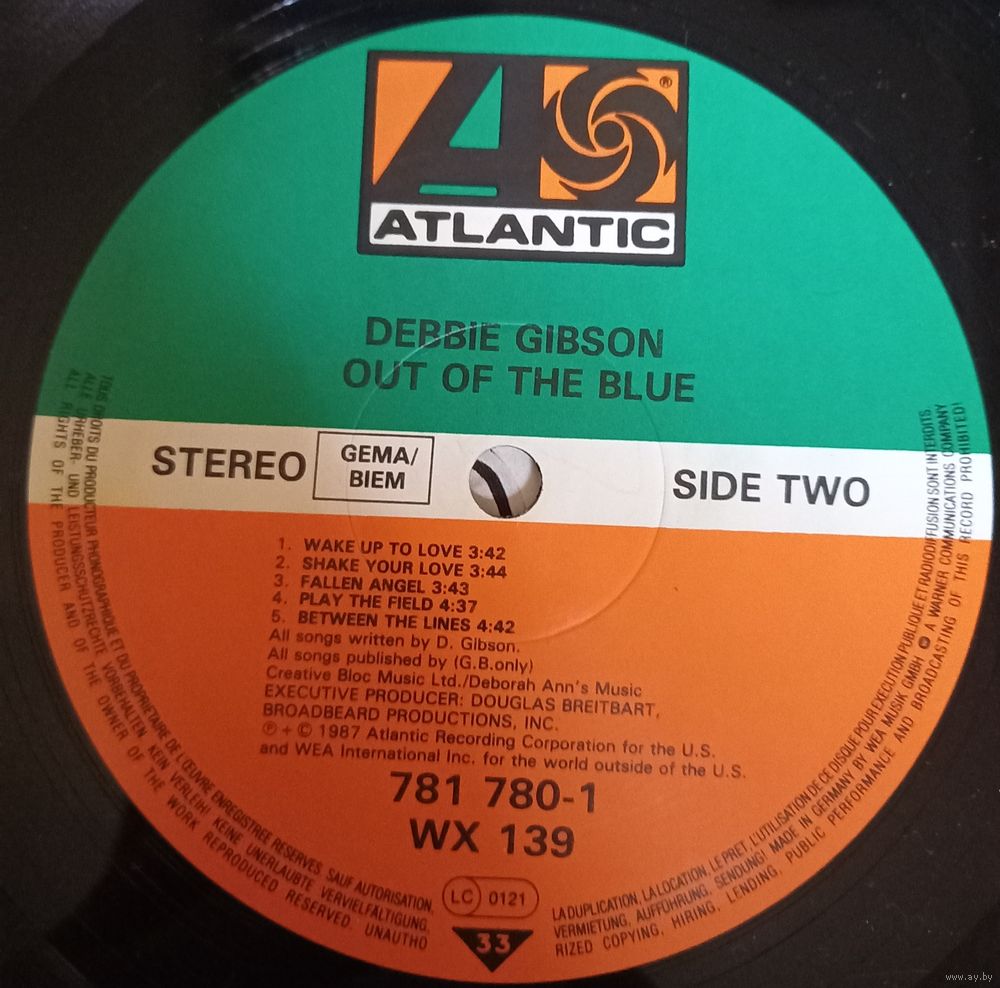 ®
ATLANTIC
DEBBIE GIBSON
OUT OF THE BLUE
STEREO
GEMA/
BIEM
SIDE TWO
1. WAKE UP TO LOVE 3:42
2. SHAKE YOUR LOVE 3:44
3. FALLEN ANGEL 3:43
4. PLAY THE FIELD 4:37
5. BETWEEN THE LINES 4:42
All songs written by D. Gibson.
All songs published by (G.B.only)
Creative Bloc Music Ltd./Deborah Ann's Music
EXECUTIVE PRODUCER: DOUGLAS BREITBART,
BROADBEARD PRODUCTIONS, INC.
℗ + © 1987 Atlantic Recording Corporation for the U.S.
and WEA International Inc. for the world outside of the U.S.
781 780-1
WX 139
LC 0121
33
TOUS DROITS DU PRODUCTEUR PHONOGRAPHIQUE ET DU PROPRIETAIRE DE L'ŒUVRE ENREGISTREE RESERVES. SAUF AUTORISATION,
LA DUPLICATION, LA LOCATION, LE PRET, L'UTILISATION DE CE DISQUE POUR EXECUTION PUBLIQUE ET RADIODIFFUSION SONT INTERDITS.
ALLE URHEBER- UND LEISTUNGSSCHUTZRECHTE VORBEHALTEN. KEIN VERLEIH! KEINE UNERLAUBTE VERVIELFÄLTIGUNG,
VERMIETUNG, AUFFÜHRUNG, SENDUNG! MADE IN GERMANY BY WEA MUSIK GMBH A WARNER COMMUNICATIONS COMPANY
ALL RIGHTS OF THE PRODUCER AND OF THE OWNER OF THE WORK REPRODUCED RESERVED. UNAUTHO
RIZED COPYING, HIRING, LENDING, PUBLIC PERFORMANCE AND BROADCASTING OF THIS RECORD PROHIBITED!
www.ay.by